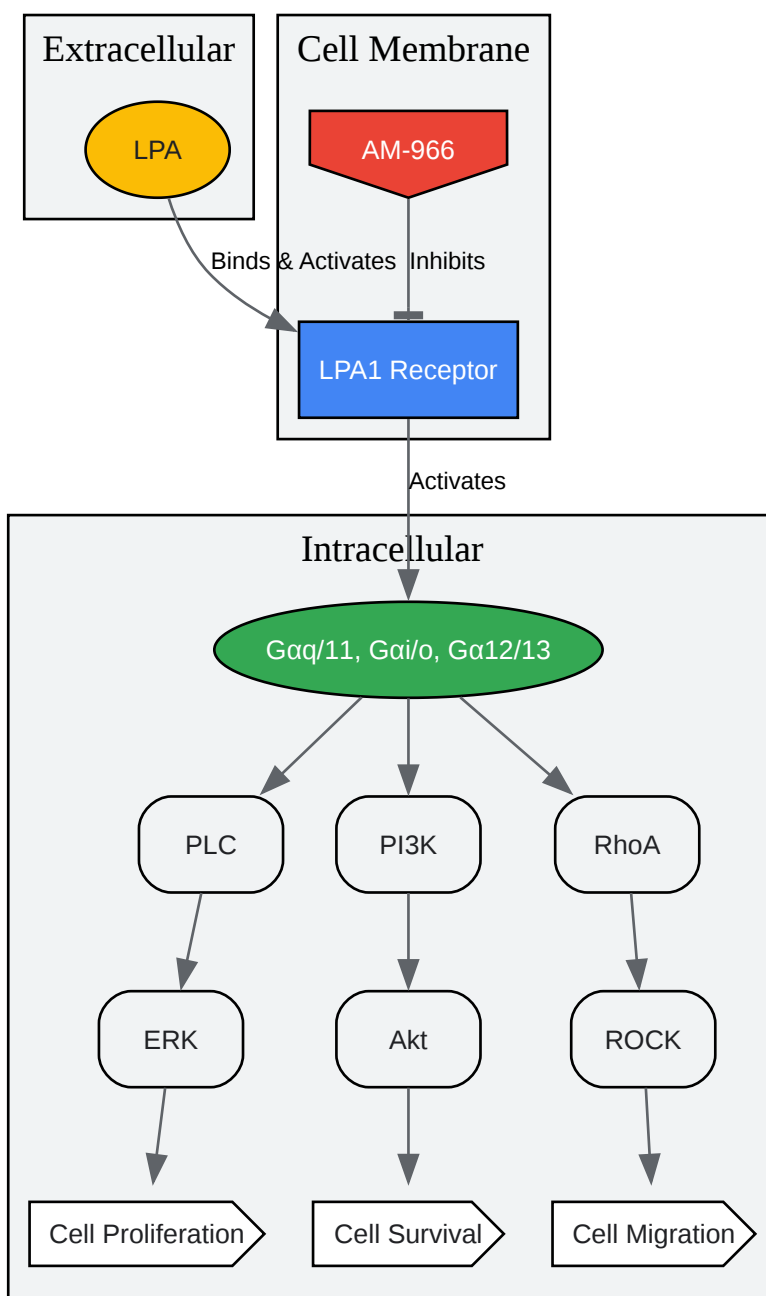 Extracellular
Cell Membrane
LPA
AM-966
Binds & Activates
Inhibits
LPA1 Receptor
Activates
Intracellular
Gαq/11, Gαi/o, Gα12/13
PLC
PI3K
RhoA
ERK
Akt
ROCK
Cell Proliferation
Cell Survival
Cell Migration